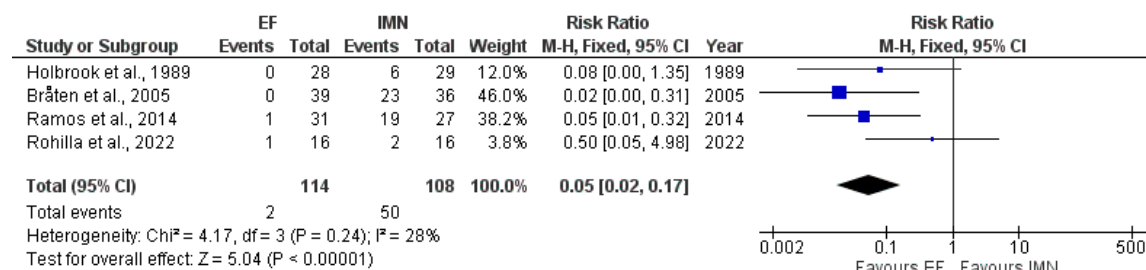 EF IMN Risk Ratio Risk Ratio
Study or Subgroup Events Total Events Total Weight M-H, Fixed, 95% CI Year M-H, Fixed, 95% CI
Holbrook et al., 1989 0 28 6 29 12.0% 0.08 [0.00, 1.35] 1989
Bråten et al., 2005 0 39 23 36 46.0% 0.02 [0.00, 0.31] 2005
Ramos et al., 2014 1 31 19 27 38.2% 0.05 [0.01, 0.32] 2014
Rohilla et al., 2022 1 16 2 16 3.8% 0.50 [0.05, 4.98] 2022
Total (95% CI) 114 108 100.0% 0.05 [0.02, 0.17]
Total events 2 50
Heterogeneity: Chi² = 4.17, df = 3 (P = 0.24); I² = 28%
Test for overall effect: Z = 5.04 (P < 0.00001)
0.002 0.1 1 10 500
Favours EF Favours IMN